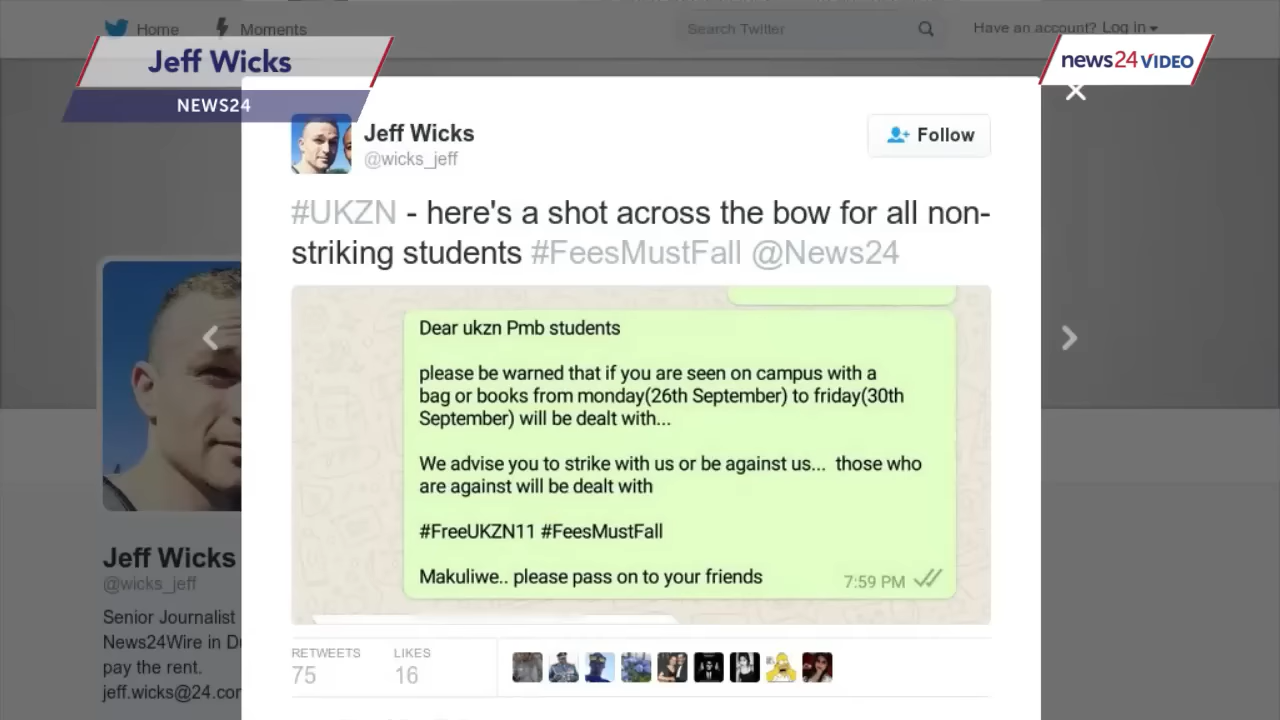 Home
Moments
Search Twitter
Have an account? Log in
Jeff Wicks
NEWS24
news24 VIDEO
Jeff Wicks
@wicks_jeff
Follow
#UKZN - here's a shot across the bow for all non-
striking students #FeesMustFall @News24
Dear ukzn Pmb students
please be warned that if you are seen on campus with a
bag or books from monday(26th September) to friday(30th
September) will be dealt with...
We advise you to strike with us or be against us... those who
are against will be dealt with
#FreeUKZN11 #FeesMustFall
Makuliwe.. please pass on to your friends
7:59 PM
Jeff Wicks
@wicks_jeff
Senior Journalist
News24Wire in
pay the rent.
jeff.wicks@24.co
RETWEETS
75
LIKES
16